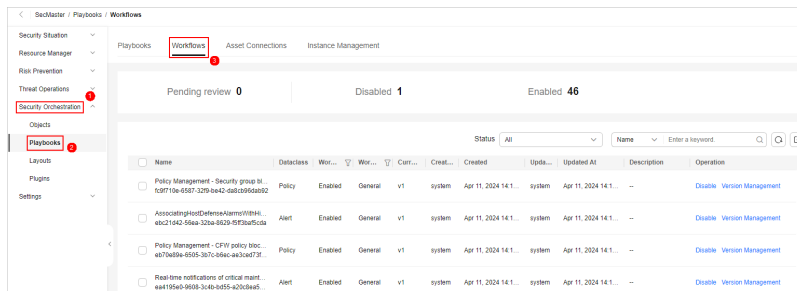 SecMaster / Playbooks / Workflows
Security Situation
Resource Manager
Risk Prevention
Threat Operations
1
Security Orchestration
Objects
Playbooks
2
Layouts
Plugins
Settings
Playbooks Workflows Asset Connections Instance Management
3
Pending review 0 Disabled 1 Enabled 46
Status All Name Enter a keyword.
Name Dataclass Wor... Wor... Curr... Creat... Created Upda... Updated At Description Operation
Policy Management - Security group bl...
fc9f710e-6587-32f9-be42-da8cb96dab92
Policy Enabled General v1 system Apr 11, 2024 14:1... system Apr 11, 2024 14:1... -- Disable Version Management
AssociatingHostDefenseAlarmsWithHi...
ebc21d42-56ea-32ba-8629-f5ff3baf5cda
Alert Enabled General v1 system Apr 11, 2024 14:1... system Apr 11, 2024 14:1... -- Disable Version Management
Policy Management - CFW policy bloc...
eb70e89e-6505-3b7c-b6ec-ae3ced73f...
Policy Enabled General v1 system Apr 11, 2024 14:1... system Apr 11, 2024 14:1... -- Disable Version Management
Real-time notifications of critical maint...
ea4195e0-9608-3c4b-bd55-a20c8ea5...
Alert Enabled General v1 system Apr 11, 2024 14:1... system Apr 11, 2024 14:1... -- Disable Version Management